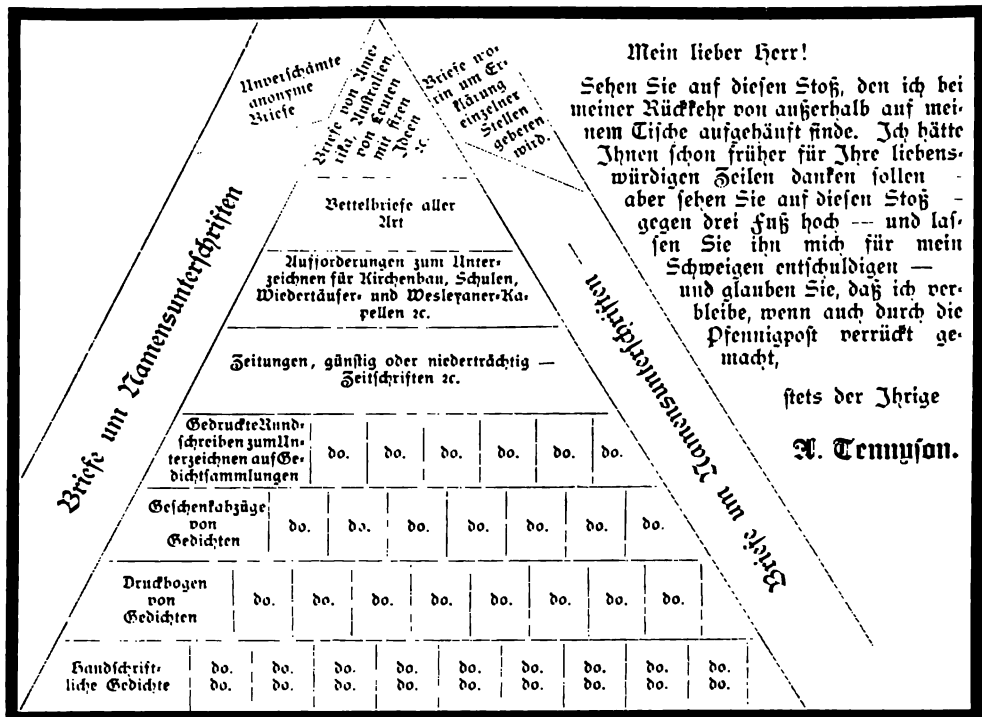 Unverschämte
anonyme
Briefe
Briefe von Ame-
rika, Australien,
von Leuten
mit fixen
Ideen
ꝛc.
Briefe wo-
rin um Er-
klärung
einzelner
Stellen
gebeten
wird.
Briefe um Namensunterschriften
Bettelbriefe aller
Art
Aufforderungen zum Unter-
zeichnen für Kirchenbau, Schulen,
Wiedertäufer- und Wesleyaner-Ka-
pellen ꝛc.
Zeitungen, günstig oder niederträchtig —
Zeitschriften ꝛc.
Gedruckte Rund-
schreiben zum Un-
terzeichnen auf Ge-
dichtsammlungen
do. do. do. do. do.
Geschenkabzüge
von
Gedichten
do. do. do. do. do. do. do.
Druckbogen
von
Gedichten
do. do. do. do. do. do. do. do.
Handschrift-
liche Gedichte
do. do. do. do. do. do. do. do. do.
do. do. do. do. do. do. do. do. do.
Briefe um Namensunterschriften
Mein lieber Herr!
Sehen Sie auf diesen Stoß, den ich bei
meiner Rückkehr von außerhalb auf mei-
nem Tische aufgehäuft finde. Ich hätte
Ihnen schon früher für Ihre liebens-
würdigen Zeilen danken sollen -
aber sehen Sie auf diesen Stoß -
gegen drei Fuß hoch — und las-
sen Sie ihn mich für mein
Schweigen entschuldigen —
und glauben Sie, daß ich ver-
bleibe, wenn auch durch die
Pfennigpost verrückt ge-
macht,
stets der Ihrige
A. Tennyson.